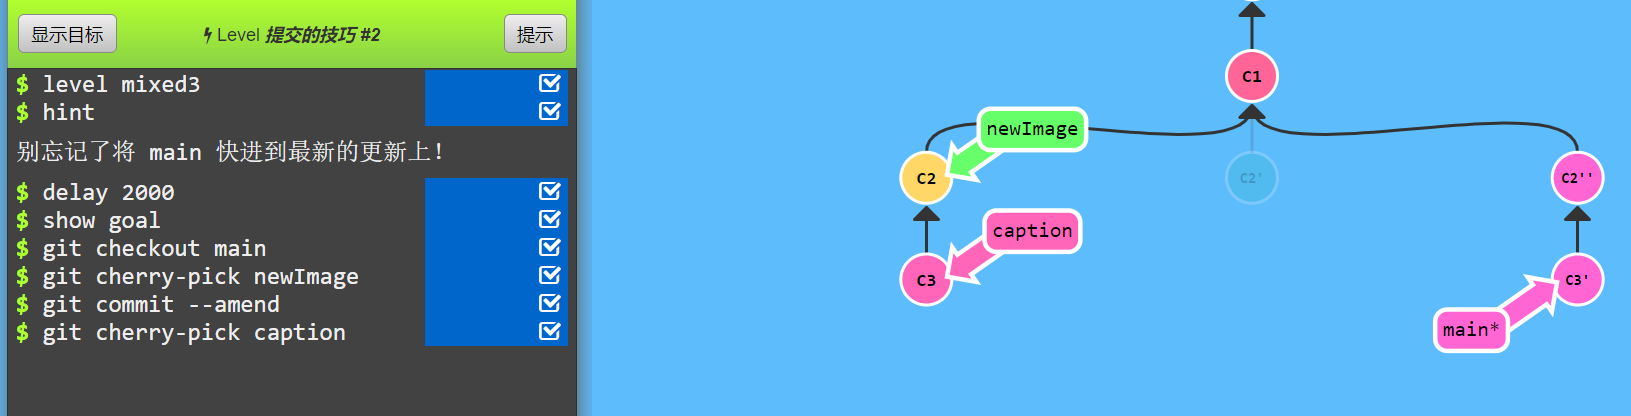 显示目标
Level 提交的技巧 #2
提示
$ level mixed3
$ hint
别忘记了将 main 快进到最新的更新上！
$ delay 2000
$ show goal
$ git checkout main
$ git cherry-pick newImage
$ git commit --amend
$ git cherry-pick caption
C1
newImage
C2
C2'
C2''
caption
C3
C3'
main*